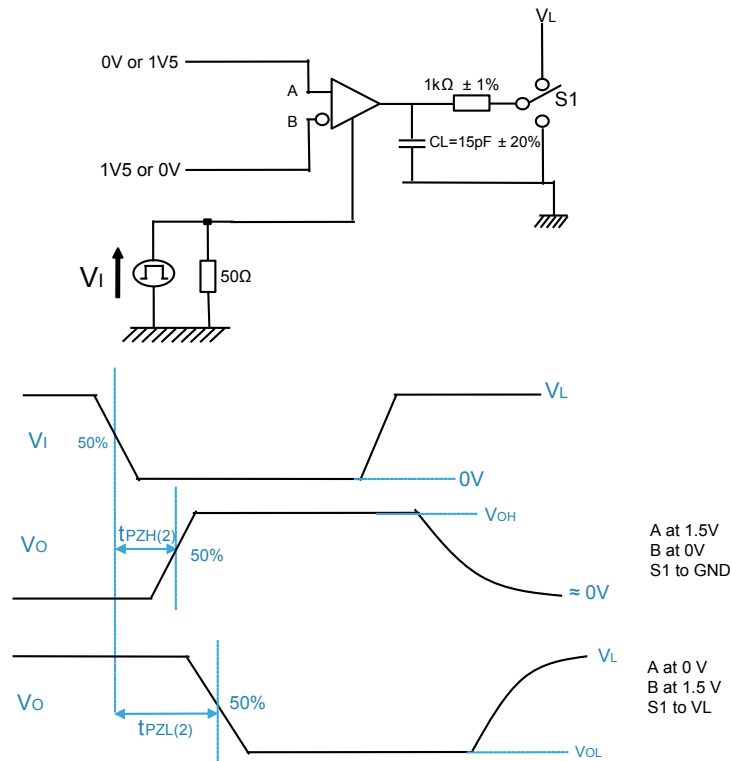 VL
0V or 1V5
1kΩ ± 1%
A
S1
B
CL=15pF ± 20%
1V5 or 0V
VI
50Ω
VL
VI
50%
0V
VOH
tPZH(2)
VO
50%
A at 1.5V
B at 0V
S1 to GND
≈ 0V
VL
A at 0 V
B at 1.5 V
S1 to VL
VO
50%
tPZL(2)
VOL